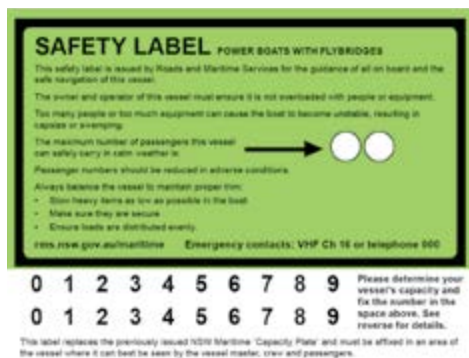 SAFETY LABEL POWER BOATS WITH FLYBRIDGES
This safety label is issued by Roads and Maritime Services for the guidance of all on board and the
safe navigation of this vessel.
The owner and operator of this vessel must ensure it is not overloaded with people or equipment.
Too many people or too much equipment can cause the boat to become unstable, resulting in
capsize or swamping.
The maximum number of passengers this vessel
can safely carry in calm weather is
Passenger numbers should be reduced in adverse conditions.
Always balance the vessel to maintain proper trim:
• Stow heavy items as low as possible in the boat
• Make sure they are secure
• Ensure loads are distributed evenly.
rms.nsw.gov.au/maritime Emergency contacts: VHF Ch 16 or telephone 000
0 1 2 3 4 5 6 7 8 9
0 1 2 3 4 5 6 7 8 9
Please determine your
vessel's capacity and
fix the number in the
space above. See
reverse for details.
This label replaces the previously issued NSW Maritime 'Capacity Plate' and must be affixed in an area of
the vessel where it can best be seen by the vessel master, crew and passengers.